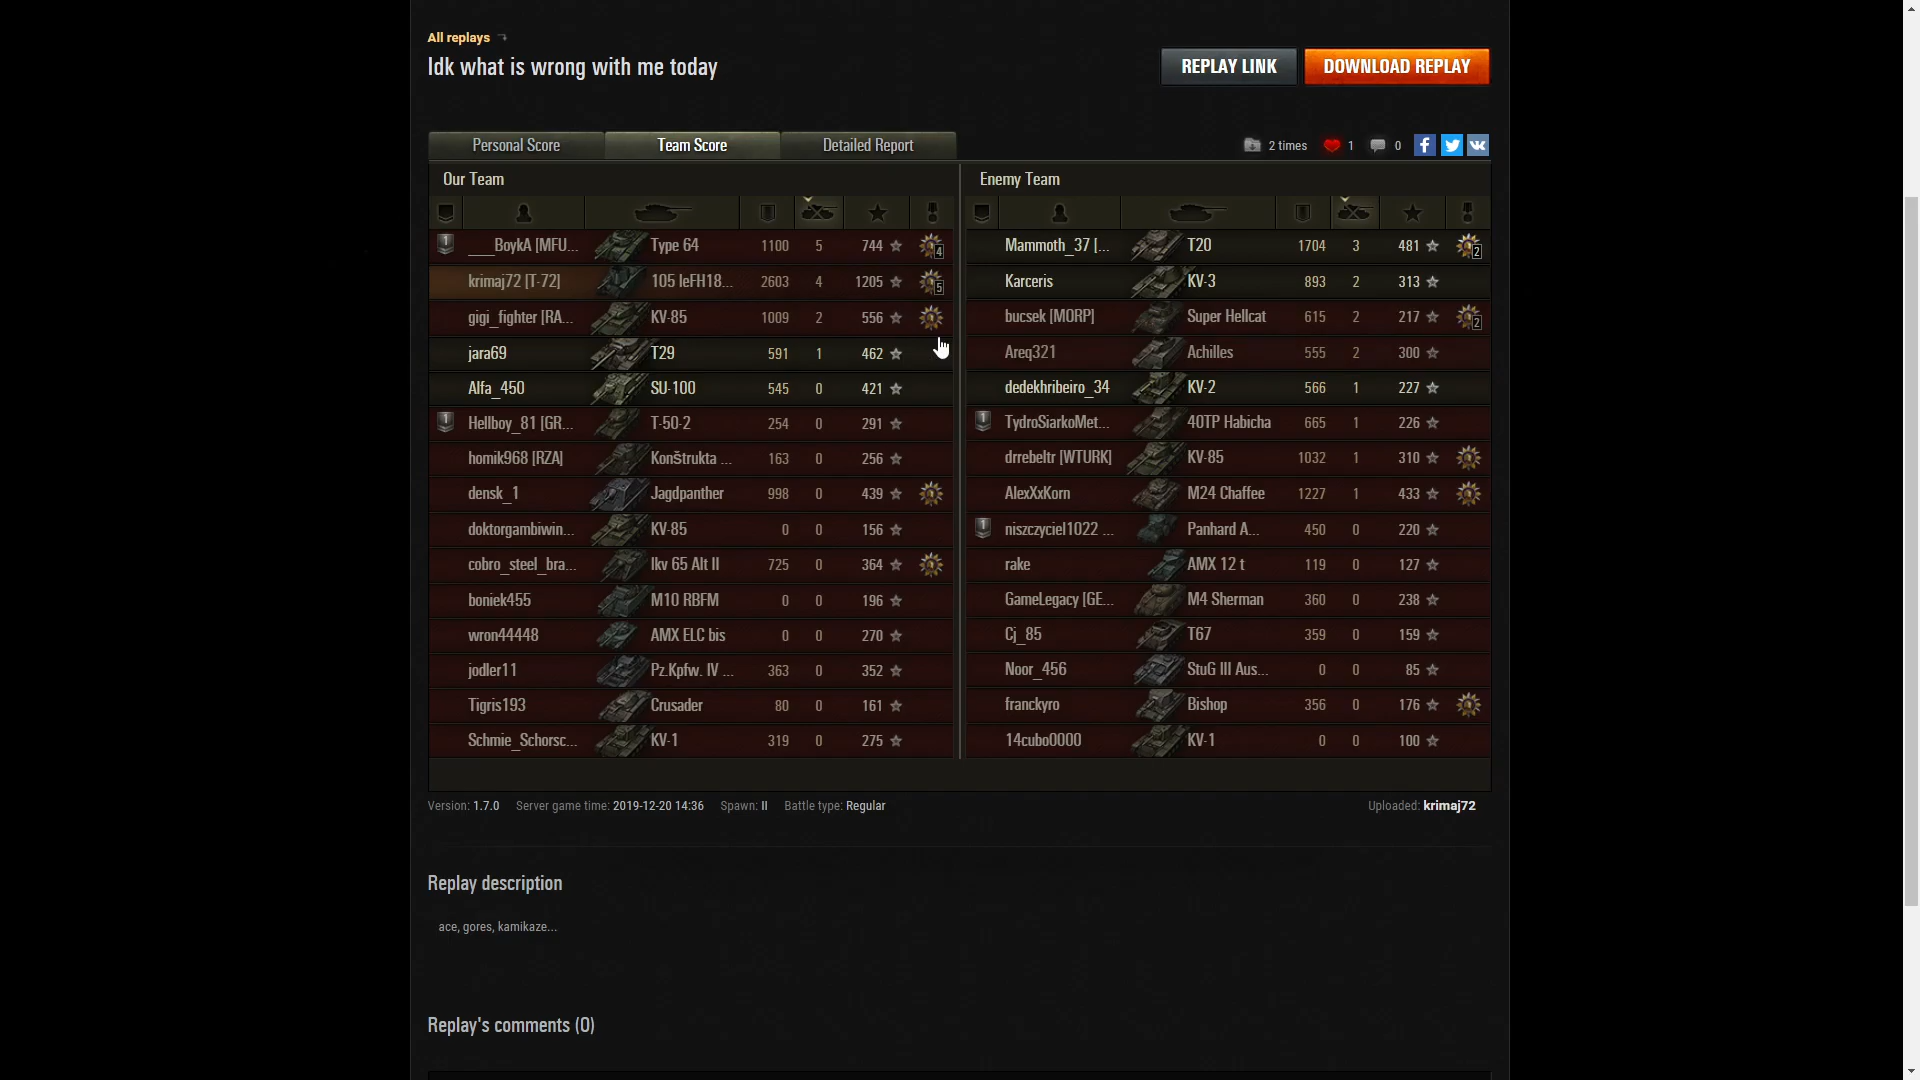 All replays
Idk what is wrong with me today
REPLAY LINK
DOWNLOAD REPLAY
Personal Score
Team Score
Detailed Report
2 times
1
0
Our Team
Enemy Team
1 ___BoykA [MFU... Type 64 1100 5 744 4
krimaj72 [T-72] 105 leFH18... 2603 4 1205 5
gigi_fighter [RA... KV-85 1009 2 556
jara69 T29 591 1 462
Alfa_450 SU-100 545 0 421
1 Hellboy_81 [GR... T-50-2 254 0 291
homik968 [RZA] Konštrukta ... 163 0 256
densk_1 Jagdpanther 998 0 439
doktorgambiwin... KV-85 0 0 156
cobro_steel_bra... Ikv 65 Alt II 725 0 364
boniek455 M10 RBFM 0 0 196
wron44448 AMX ELC bis 0 0 270
jodler11 Pz.Kpfw. IV ... 363 0 352
Tigris193 Crusader 80 0 161
Schmie_Schorsc... KV-1 319 0 275
Mammoth_37 [... T20 1704 3 481 2
Karceris KV-3 893 2 313
bucsek [MORP] Super Hellcat 615 2 217 2
Areq321 Achilles 555 2 300
dedekhribeiro_34 KV-2 566 1 227
1 TydroSiarkoMet... 40TP Habicha 665 1 226
drrebeltr [WTURK] KV-85 1032 1 310
AlexXxKorn M24 Chaffee 1227 1 433
1 niszczyciel1022 ... Panhard A... 450 0 220
rake AMX 12 t 119 0 127
GameLegacy [GE... M4 Sherman 360 0 238
Cj_85 T67 359 0 159
Noor_456 StuG III Aus... 0 0 85
franckyro Bishop 356 0 176
14cubo0000 KV-1 0 0 100
Version: 1.7.0 Server game time: 2019-12-20 14:36 Spawn: II Battle type: Regular
Uploaded: krimaj72
Replay description
ace, gores, kamikaze...
Replay's comments (0)